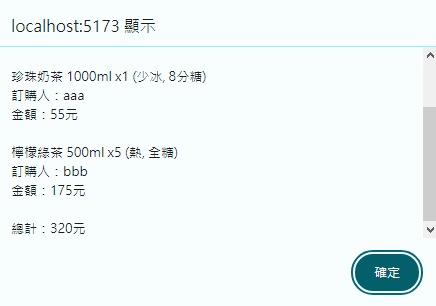 localhost:5173 顯示
珍珠奶茶 1000ml x1 (少冰, 8分糖)
訂購人：aaa
金額：55元
檸檬綠茶 500ml x5 (熱, 全糖)
訂購人：bbb
金額：175元
總計：320元
確定